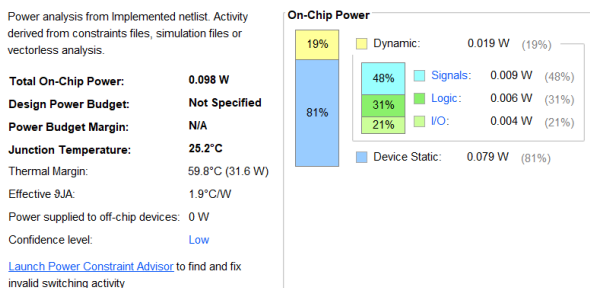 Power analysis from Implemented netlist. Activity
derived from constraints files, simulation files or
vectorless analysis.
Total On-Chip Power: 0.098 W
Design Power Budget: Not Specified
Power Budget Margin: N/A
Junction Temperature: 25.2°C
Thermal Margin: 59.8°C (31.6 W)
Effective ϑJA: 1.9°C/W
Power supplied to off-chip devices: 0 W
Confidence level: Low
Launch Power Constraint Advisor to find and fix
invalid switching activity
On-Chip Power
19%
81%
Dynamic: 0.019 W (19%)
48% Signals: 0.009 W (48%)
31% Logic: 0.006 W (31%)
21% I/O: 0.004 W (21%)
Device Static: 0.079 W (81%)